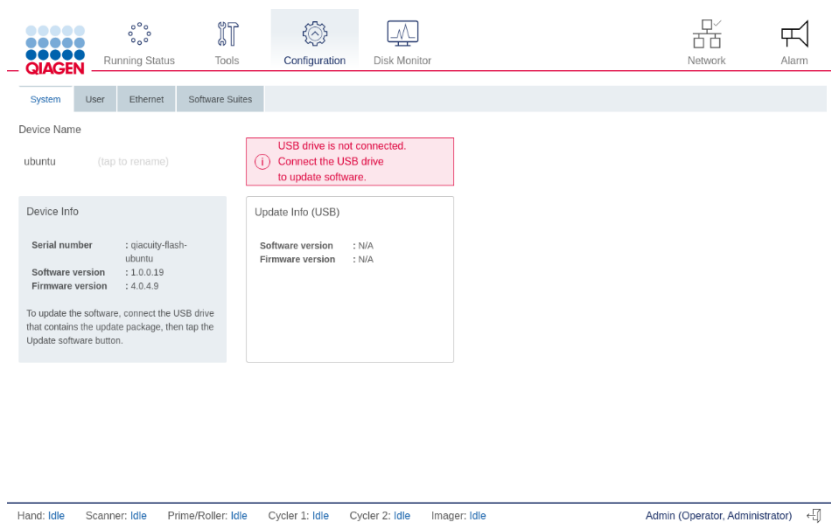 QIAGEN
Running Status
Tools
Configuration
Disk Monitor
Network
Alarm
System
User
Ethernet
Software Suites
Device Name
ubuntu (tap to rename)
USB drive is not connected.
Connect the USB drive
to update software.
Device Info
Serial number : qiacuity-flash-
ubuntu
Software version : 1.0.0.19
Firmware version : 4.0.4.9
To update the software, connect the USB drive
that contains the update package, then tap the
Update software button.
Update Info (USB)
Software version : N/A
Firmware version : N/A
Hand: Idle Scanner: Idle Prime/Roller: Idle Cycler 1: Idle Cycler 2: Idle Imager: Idle Admin (Operator, Administrator)